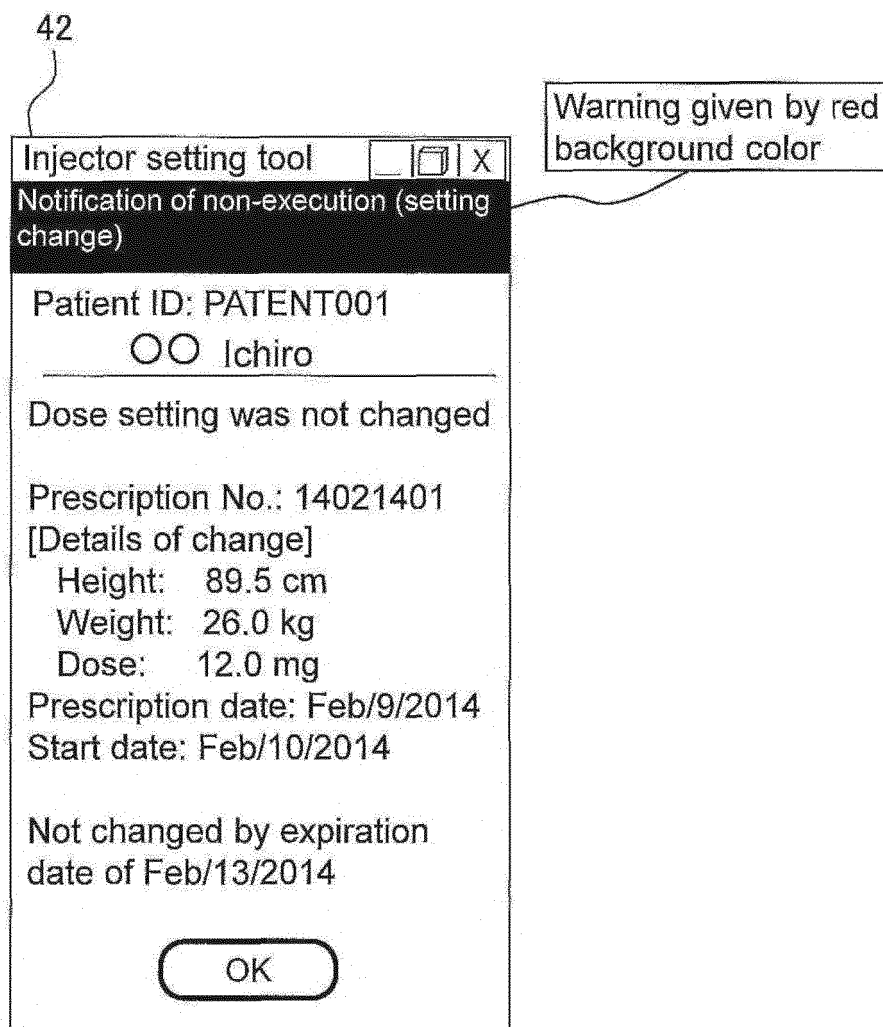 42
Warning given by red
background color
Injector setting tool
X
Notification of non-execution (setting
change)
Patient ID: PATENT001
○○ Ichiro
Dose setting was not changed
Prescription No.: 14021401
[Details of change]
Height: 89.5 cm
Weight: 26.0 kg
Dose: 12.0 mg
Prescription date: Feb/9/2014
Start date: Feb/10/2014
Not changed by expiration
date of Feb/13/2014
OK